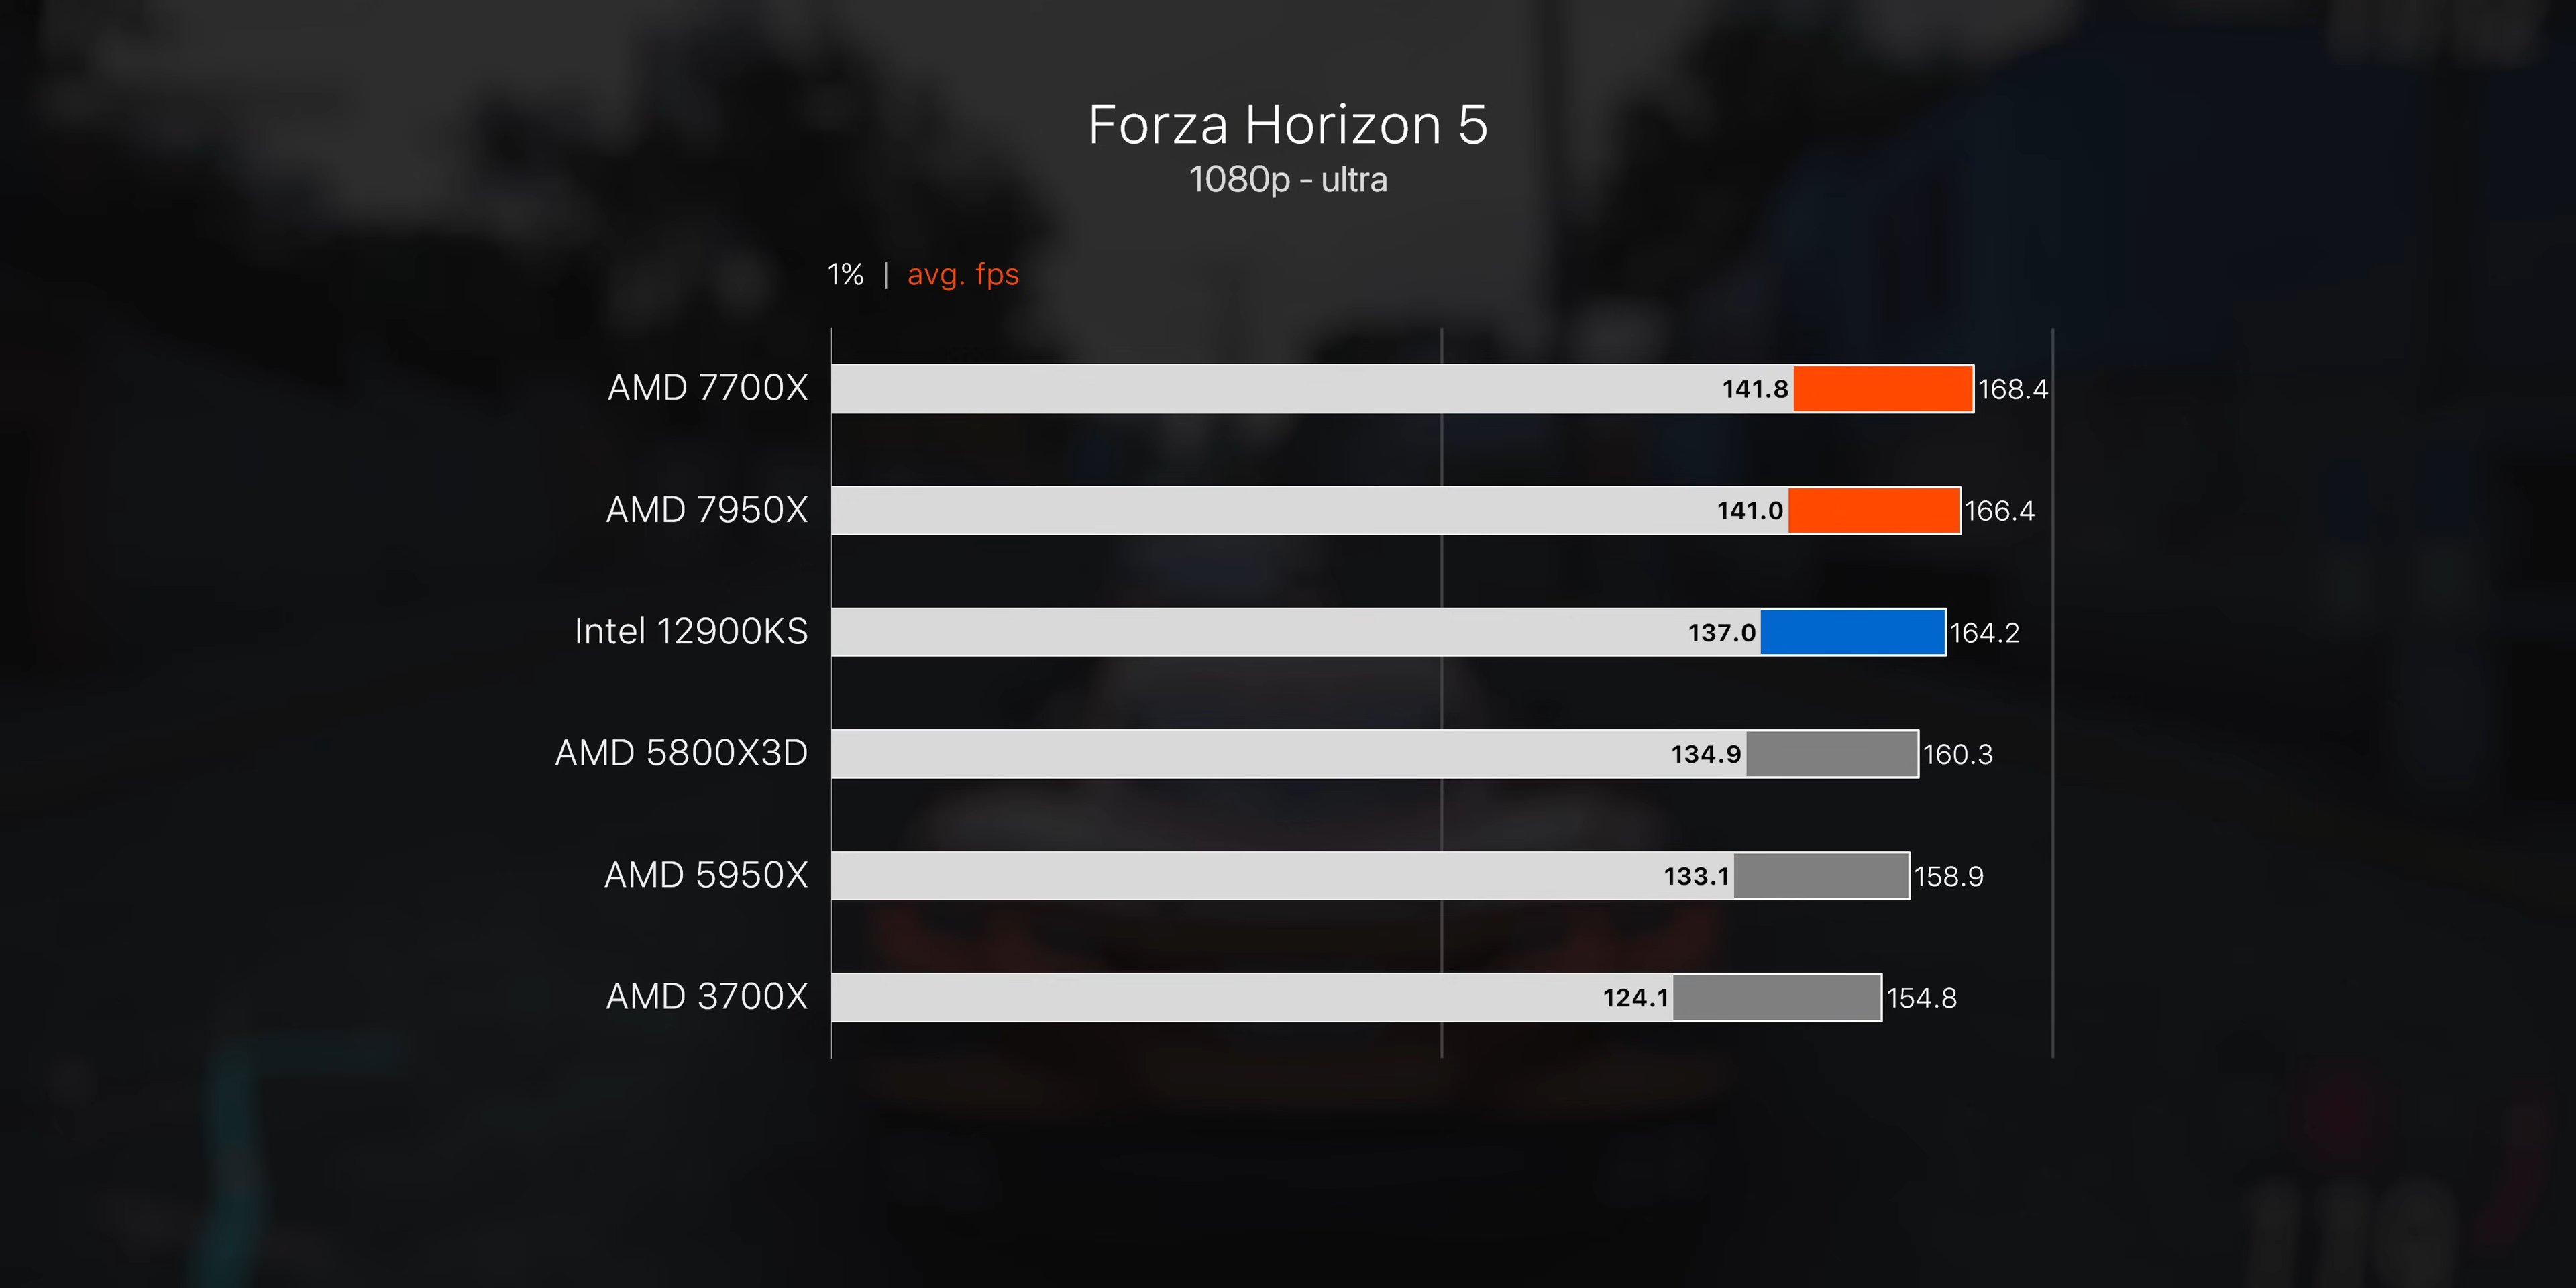 Forza Horizon 5
1080p - ultra
1% | avg. fps
AMD 7700X 141.8 168.4
AMD 7950X 141.0 166.4
Intel 12900KS 137.0 164.2
AMD 5800X3D 134.9 160.3
AMD 5950X 133.1 158.9
AMD 3700X 124.1 154.8